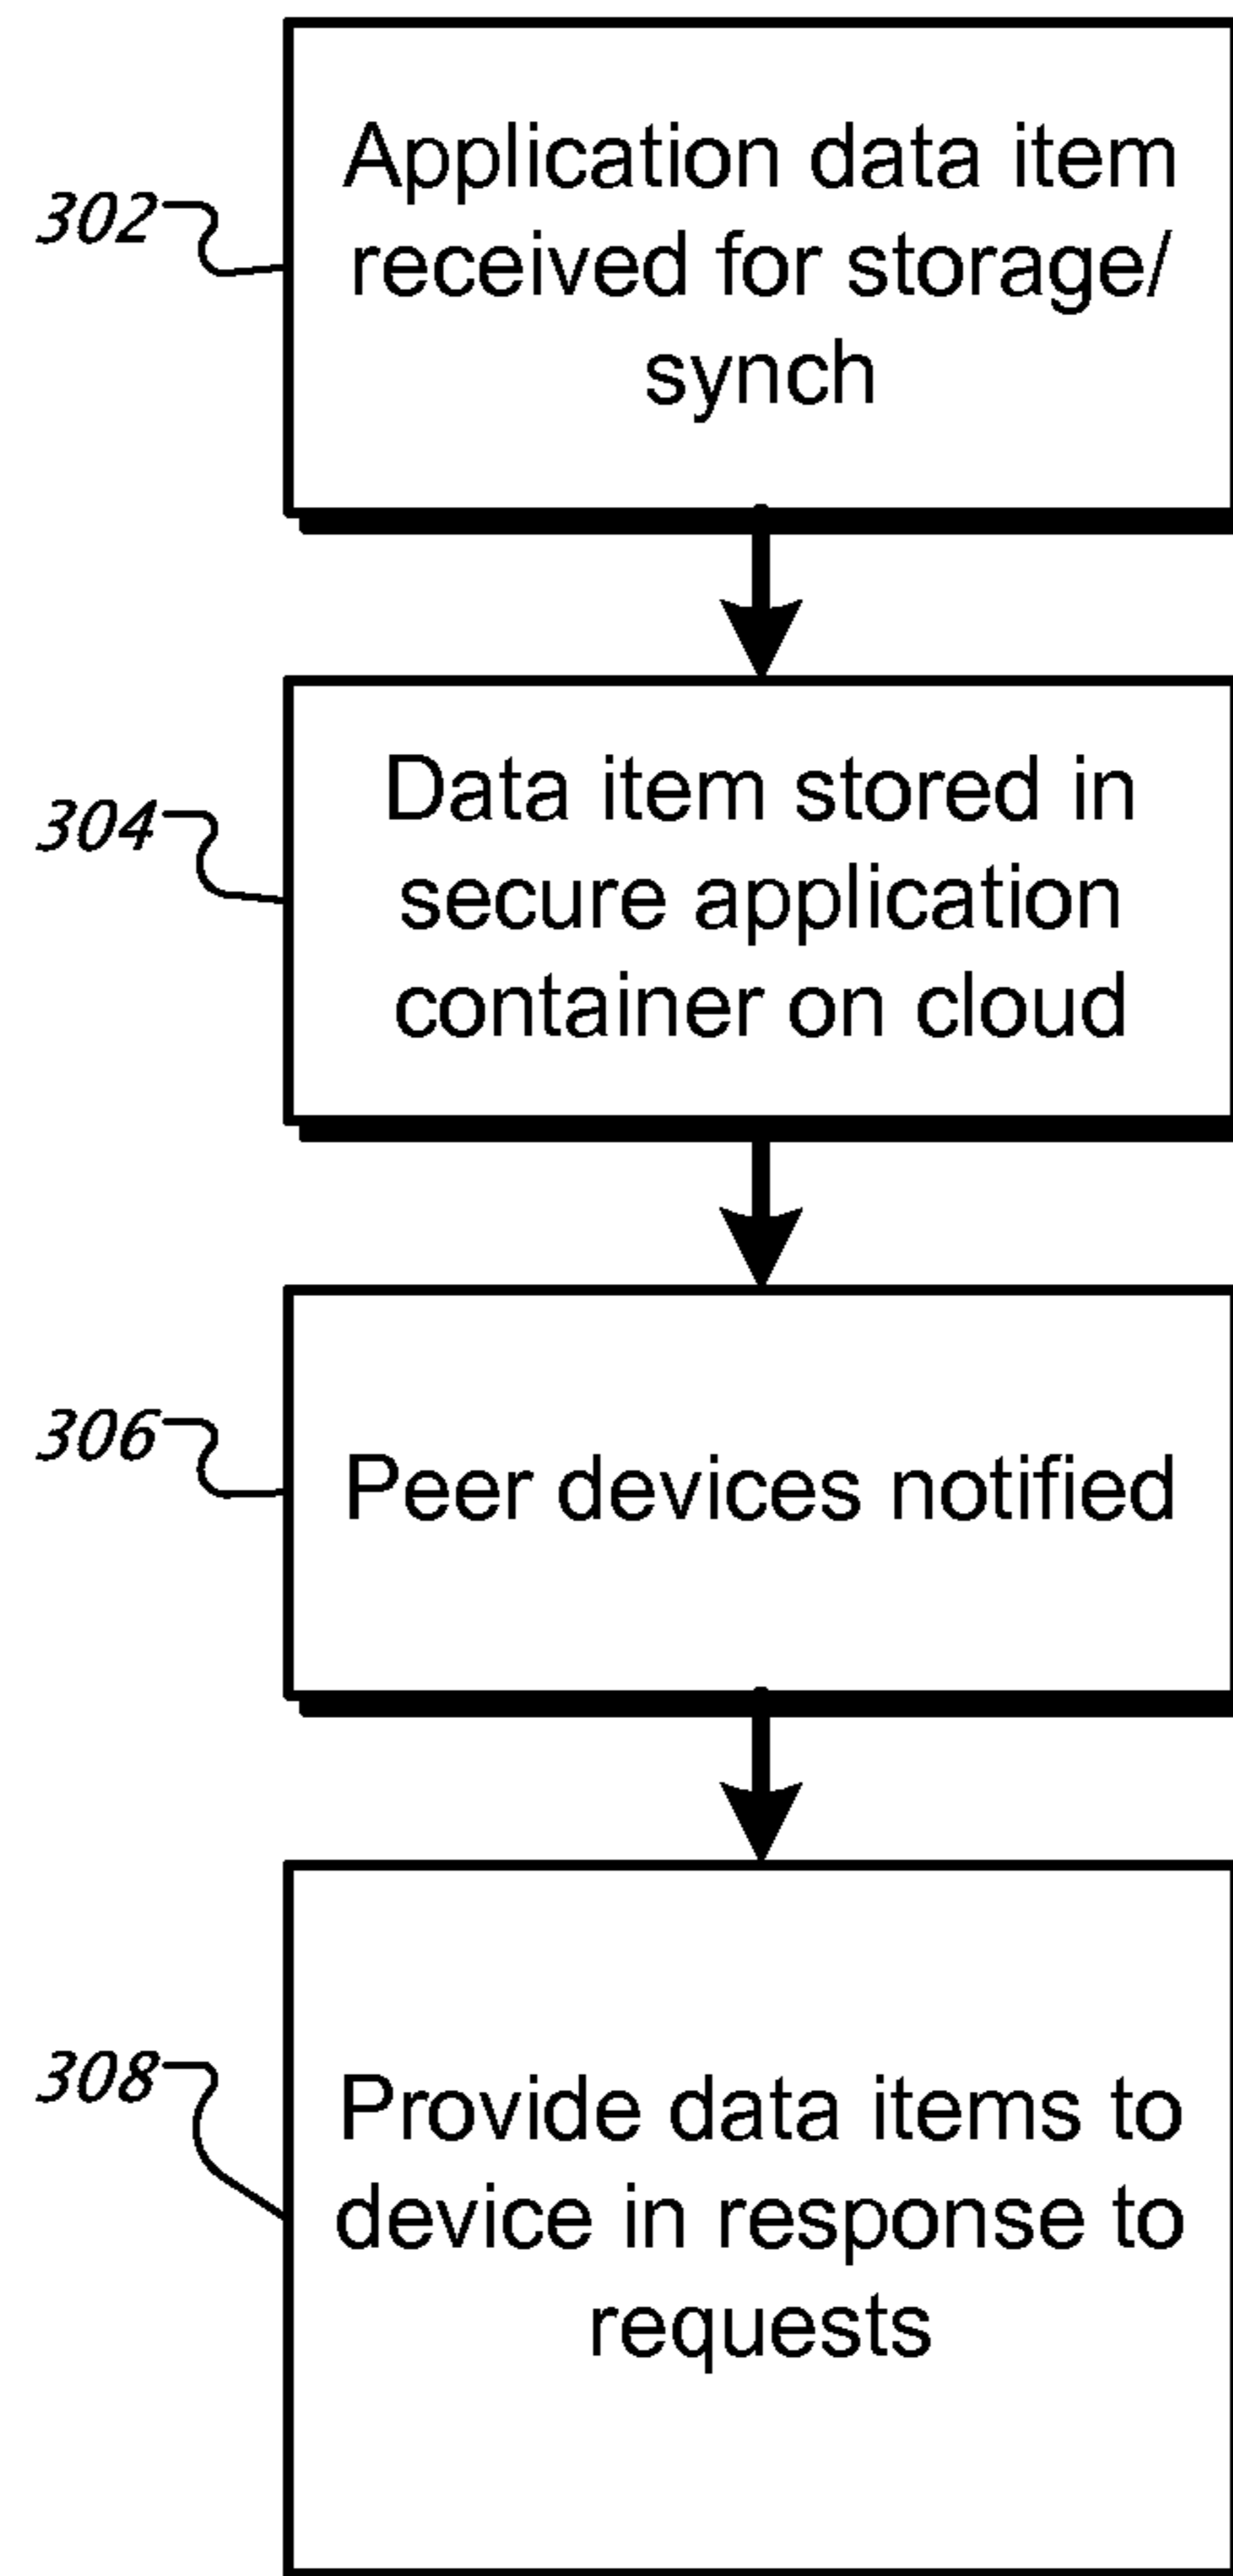 302
Application data item
received for storage/
synch
304
Data item stored in
secure application
container on cloud
306
Peer devices notified
308
Provide data items to
device in response to
requests